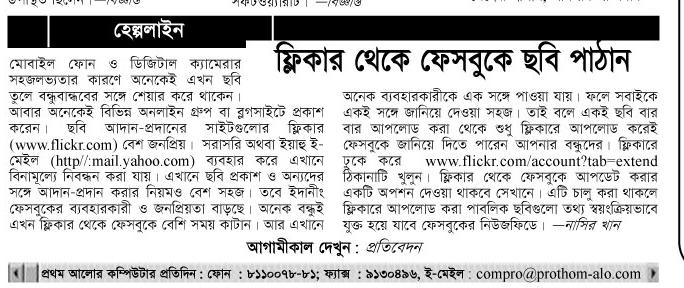 হেল্পলাইন
ফ্লিকার থেকে ফেসবুকে ছবি পাঠান
মোবাইল ফোন ও ডিজিটাল ক্যামেরার
সহজলভ্যতার কারণে অনেকেই এখন ছবি
তুলে বন্ধুবান্ধবের সঙ্গে শেয়ার করে থাকেন।
আবার অনেকেই বিভিন্ন অনলাইন গ্রুপ বা ব্লগসাইটে প্রকাশ
করেন। ছবি আদান-প্রদানের সাইটগুলোর ফ্লিকার
(www.flickr.com) বেশ জনপ্রিয়। সরাসরি অথবা ইয়াহু ই-
মেইল (http//:mail.yahoo.com) ব্যবহার করে এখানে
বিনামূল্যে নিবন্ধন করা যায়। এখানে ছবি প্রকাশ ও অন্যদের
সঙ্গে আদান-প্রদান করার নিয়মও বেশ সহজ। তবে ইদানীং
ফেসবুকের ব্যবহারকারী ও জনপ্রিয়তা বাড়ছে। অনেক বন্ধুই
এখন ফ্লিকার থেকে ফেসবুকে বেশি সময় কাটান। আর এখানে
অনেক ব্যবহারকারীকে এক সঙ্গে পাওয়া যায়। ফলে সবাইকে
একই সঙ্গে জানিয়ে দেওয়া সহজ। তাই বলে একই ছবি বার
বার আপলোড করা থেকে শুধু ফ্লিকারে আপলোড করেই
ফেসবুকে জানিয়ে দিতে পারেন আপনার বন্ধুদের। ফ্লিকারে
ঢুকে করে www.flickr.com/account?tab=extend
ঠিকানাটি খুলুন। ফ্লিকার থেকে ফেসবুকে আপডেট করার
একটি অপশন দেওয়া থাকবে সেখানে। এটি চালু করা থাকলে
ফ্লিকারে আপলোড করা পাবলিক ছবিগুলো তথ্য স্বয়ংক্রিয়ভাবে
যুক্ত হয়ে যাবে ফেসবুকের নিউজফিডে। —নাসির খান
আগামীকাল দেখুন : প্রতিবেদন
প্রথম আলোর কম্পিউটার প্রতিদিন : ফোন : ৮১১০০৭৮-৮১; ফ্যাক্স : ৯১৩০৪৯৬, ই-মেইল : compro@prothom-alo.com